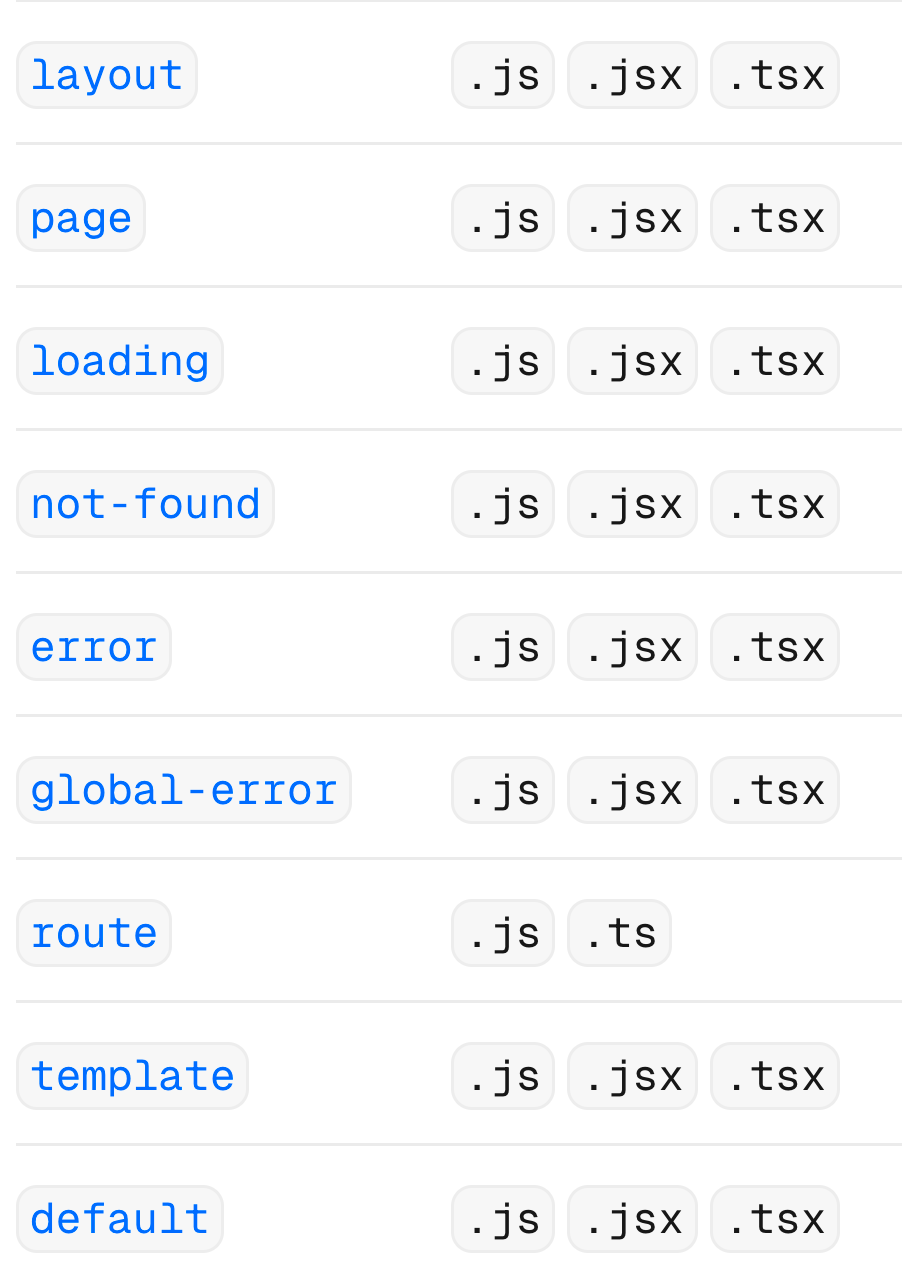 layout .js .jsx .tsx
page .js .jsx .tsx
loading .js .jsx .tsx
not-found .js .jsx .tsx
error .js .jsx .tsx
global-error .js .jsx .tsx
route .js .ts
template .js .jsx .tsx
default .js .jsx .tsx